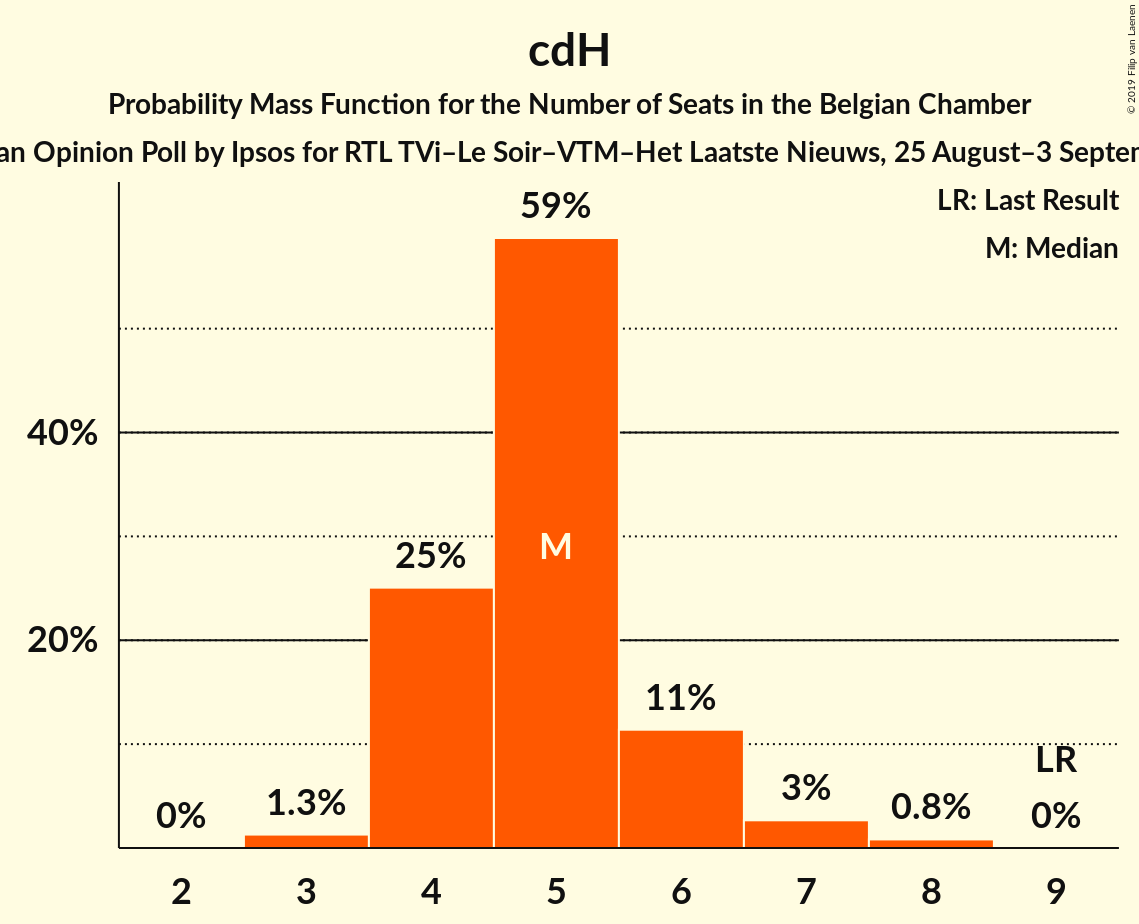 cdH
Probability Mass Function for the Number of Seats in the Belgian Chamber
an Opinion Poll by Ipsos for RTL TVi–Le Soir–VTM–Het Laatste Nieuws, 25 August–3 Septem
© 2019 Filip van Laenen
LR: Last Result
M: Median
59%
40%
25%
M
20%
11%
LR
0%
1.3%
3%
0.8%
0%
2 3 4 5 6 7 8 9